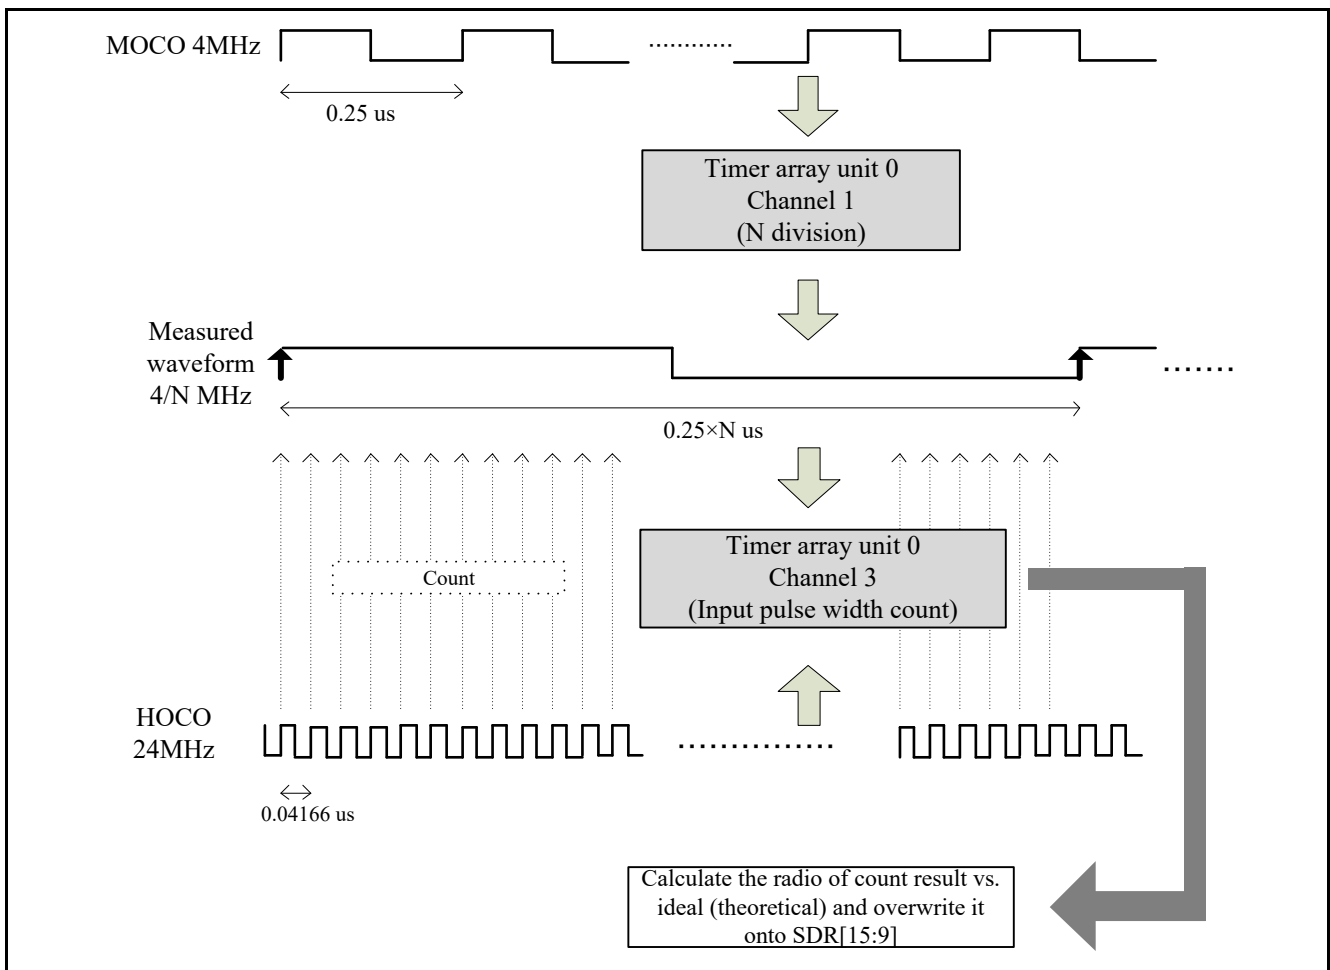 MOCO 4MHz
0.25 us
Timer array unit 0
Channel 1
(N division)
Measured
waveform
4/N MHz
0.25×N us
Timer array unit 0
Channel 3
(Input pulse width count)
Count
HOCO
24MHz
0.04166 us
Calculate the radio of count result vs.
ideal (theoretical) and overwrite it
onto SDR[15:9]